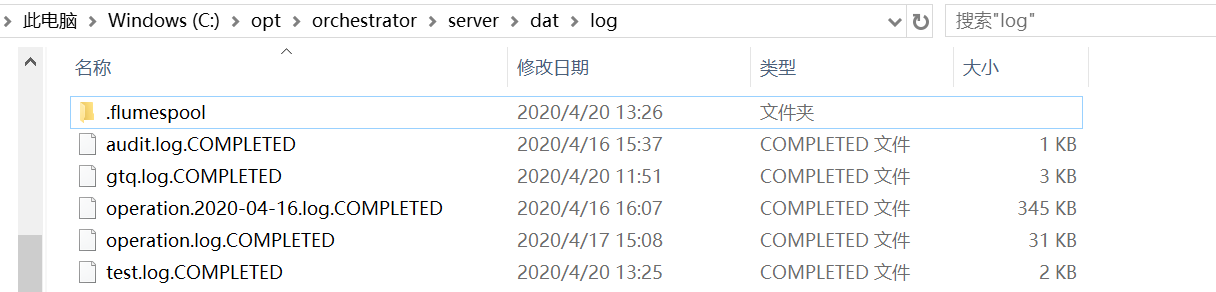 此电脑 > Windows (C:) > opt > orchestrator > server > dat > log 搜索"log"
名称 修改日期 类型 大小
.flumespool 2020/4/20 13:26 文件夹
audit.log.COMPLETED 2020/4/16 15:37 COMPLETED 文件 1 KB
gtq.log.COMPLETED 2020/4/20 11:51 COMPLETED 文件 3 KB
operation.2020-04-16.log.COMPLETED 2020/4/16 16:07 COMPLETED 文件 345 KB
operation.log.COMPLETED 2020/4/17 15:08 COMPLETED 文件 31 KB
test.log.COMPLETED 2020/4/20 13:25 COMPLETED 文件 2 KB